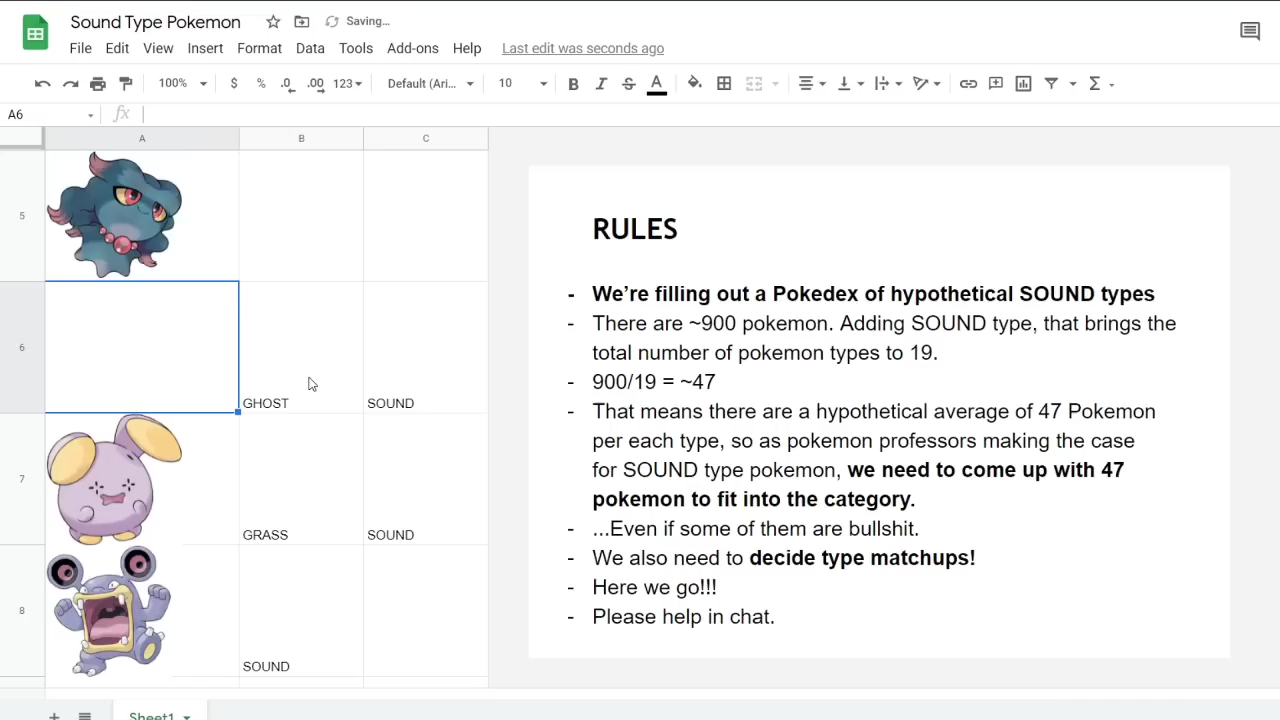 Sound Type Pokemon Saving...
File Edit View Insert Format Data Tools Add-ons Help Last edit was seconds ago
100% $ % .0 .00 123 Default (Ari... 10 B I S A Σ
A6 fx
A B C
5
6 GHOST SOUND
7 GRASS SOUND
8 SOUND
RULES
- We're filling out a Pokedex of hypothetical SOUND types
- There are ~900 pokemon. Adding SOUND type, that brings the
total number of pokemon types to 19.
- 900/19 = ~47
- That means there are a hypothetical average of 47 Pokemon
per each type, so as pokemon professors making the case
for SOUND type pokemon, we need to come up with 47
pokemon to fit into the category.
- ...Even if some of them are bullshit.
- We also need to decide type matchups!
- Here we go!!!
- Please help in chat.
+ Sheet1